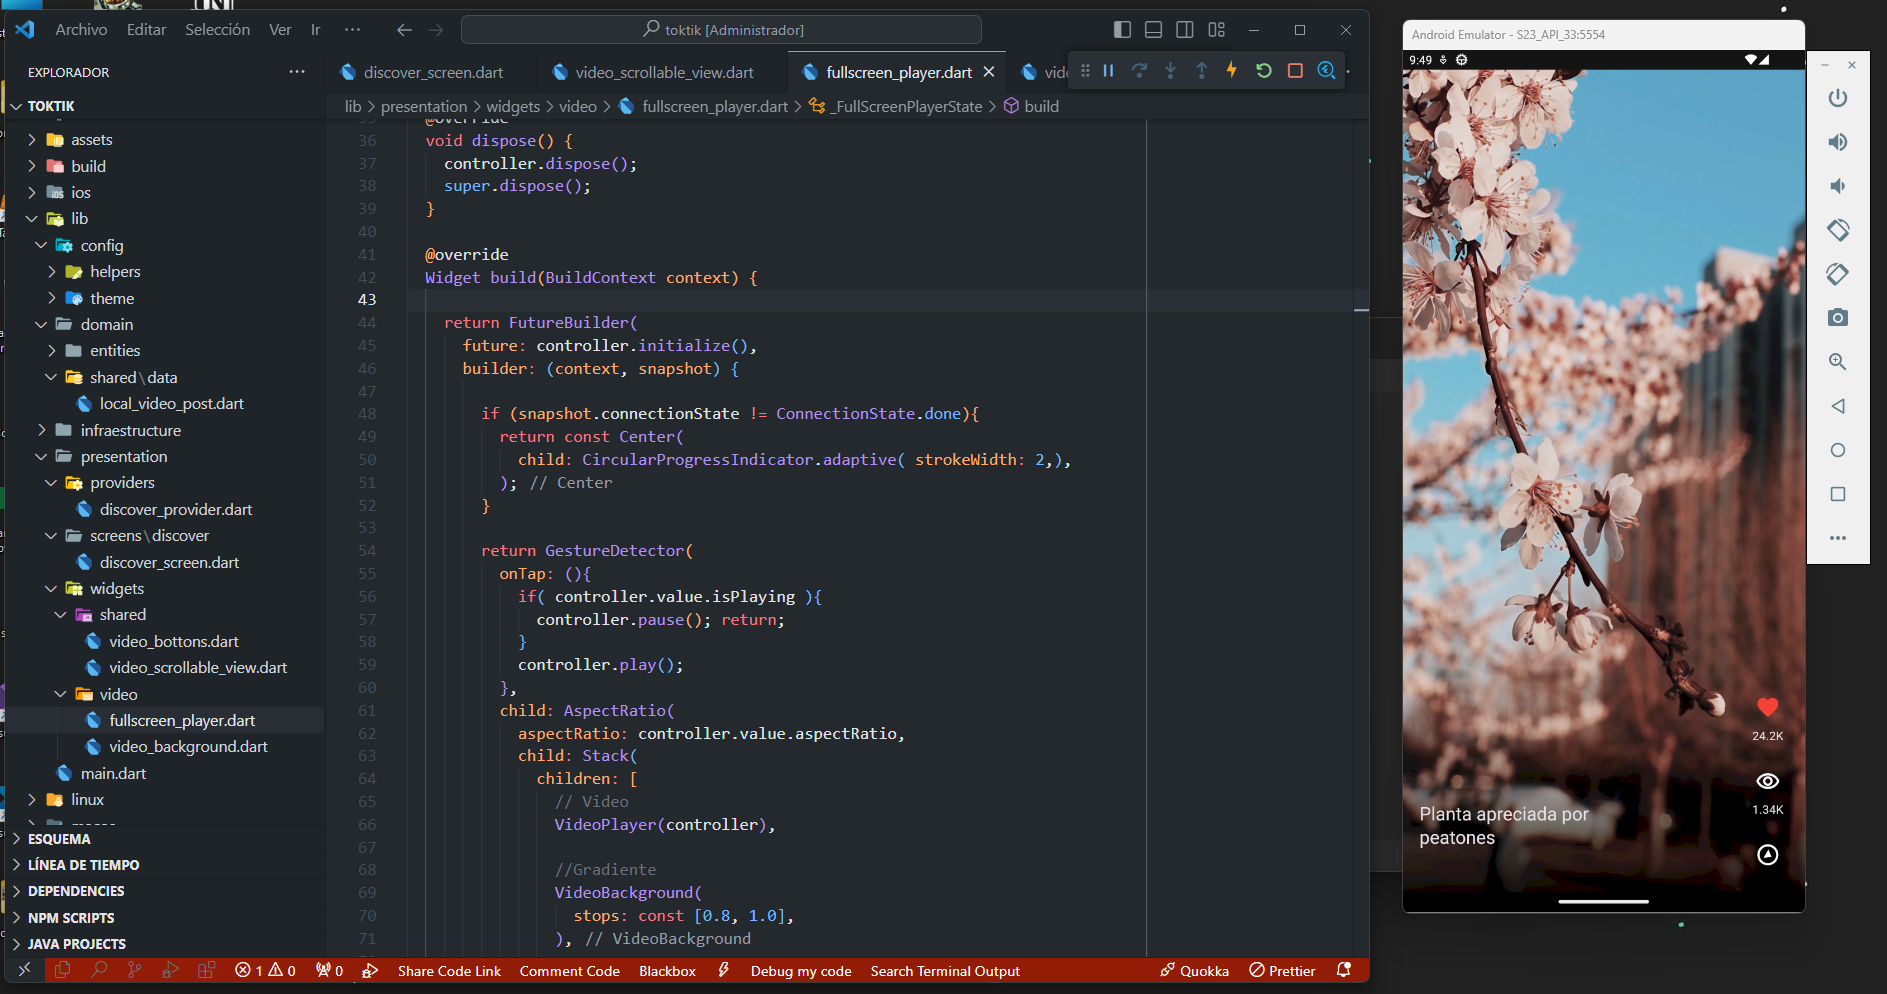 Archivo Editar Selección Ver Ir ··· toktik [Administrador]
EXPLORADOR ···
discover_screen.dart video_scrollable_view.dart fullscreen_player.dart
TOKTIK
lib > presentation > widgets > video > fullscreen_player.dart > _FullScreenPlayerState > build
assets
build
ios
lib
config
helpers
theme
domain
entities
shared\data
local_video_post.dart
infraestructure
presentation
providers
discover_provider.dart
screens\discover
discover_screen.dart
widgets
shared
video_bottons.dart
video_scrollable_view.dart
video
fullscreen_player.dart
video_background.dart
main.dart
linux
ESQUEMA
LÍNEA DE TIEMPO
DEPENDENCIES
NPM SCRIPTS
JAVA PROJECTS
35 @override
36 void dispose() {
37 controller.dispose();
38 super.dispose();
39 }
40
41 @override
42 Widget build(BuildContext context) {
43
44 return FutureBuilder(
45 future: controller.initialize(),
46 builder: (context, snapshot) {
47
48 if (snapshot.connectionState != ConnectionState.done){
49 return const Center(
50 child: CircularProgressIndicator.adaptive( strokeWidth: 2,),
51 ); // Center
52 }
53
54 return GestureDetector(
55 onTap: (){
56 if( controller.value.isPlaying ){
57 controller.pause(); return;
58 }
59 controller.play();
60 },
61 child: AspectRatio(
62 aspectRatio: controller.value.aspectRatio,
63 child: Stack(
64 children: [
65 // Video
66 VideoPlayer(controller),
67
68 //Gradiente
69 VideoBackground(
70 stops: const [0.8, 1.0],
71 ), // VideoBackground
1 0 0 Share Code Link Comment Code Blackbox Debug my code Search Terminal Output Quokka Prettier
Android Emulator - S23_API_33:5554
9:49
24.2K
1.34K
Planta apreciada por
peatones